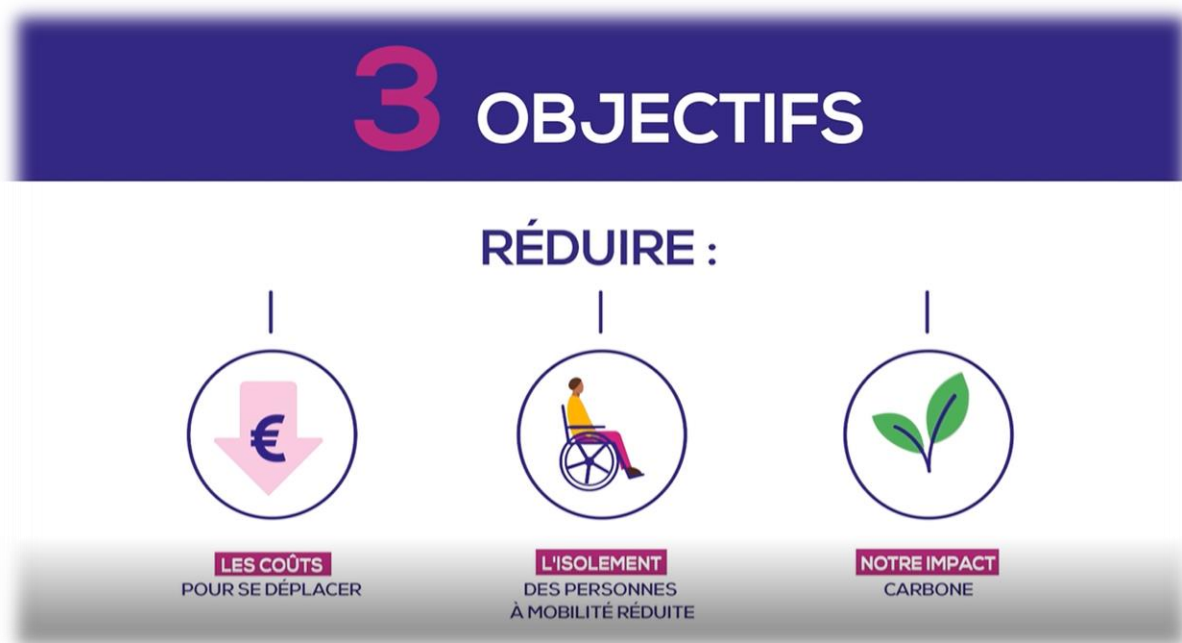 3 OBJECTIFS
RÉDUIRE :
€
LES COÛTS
POUR SE DÉPLACER
L'ISOLEMENT
DES PERSONNES
À MOBILITÉ RÉDUITE
NOTRE IMPACT
CARBONE